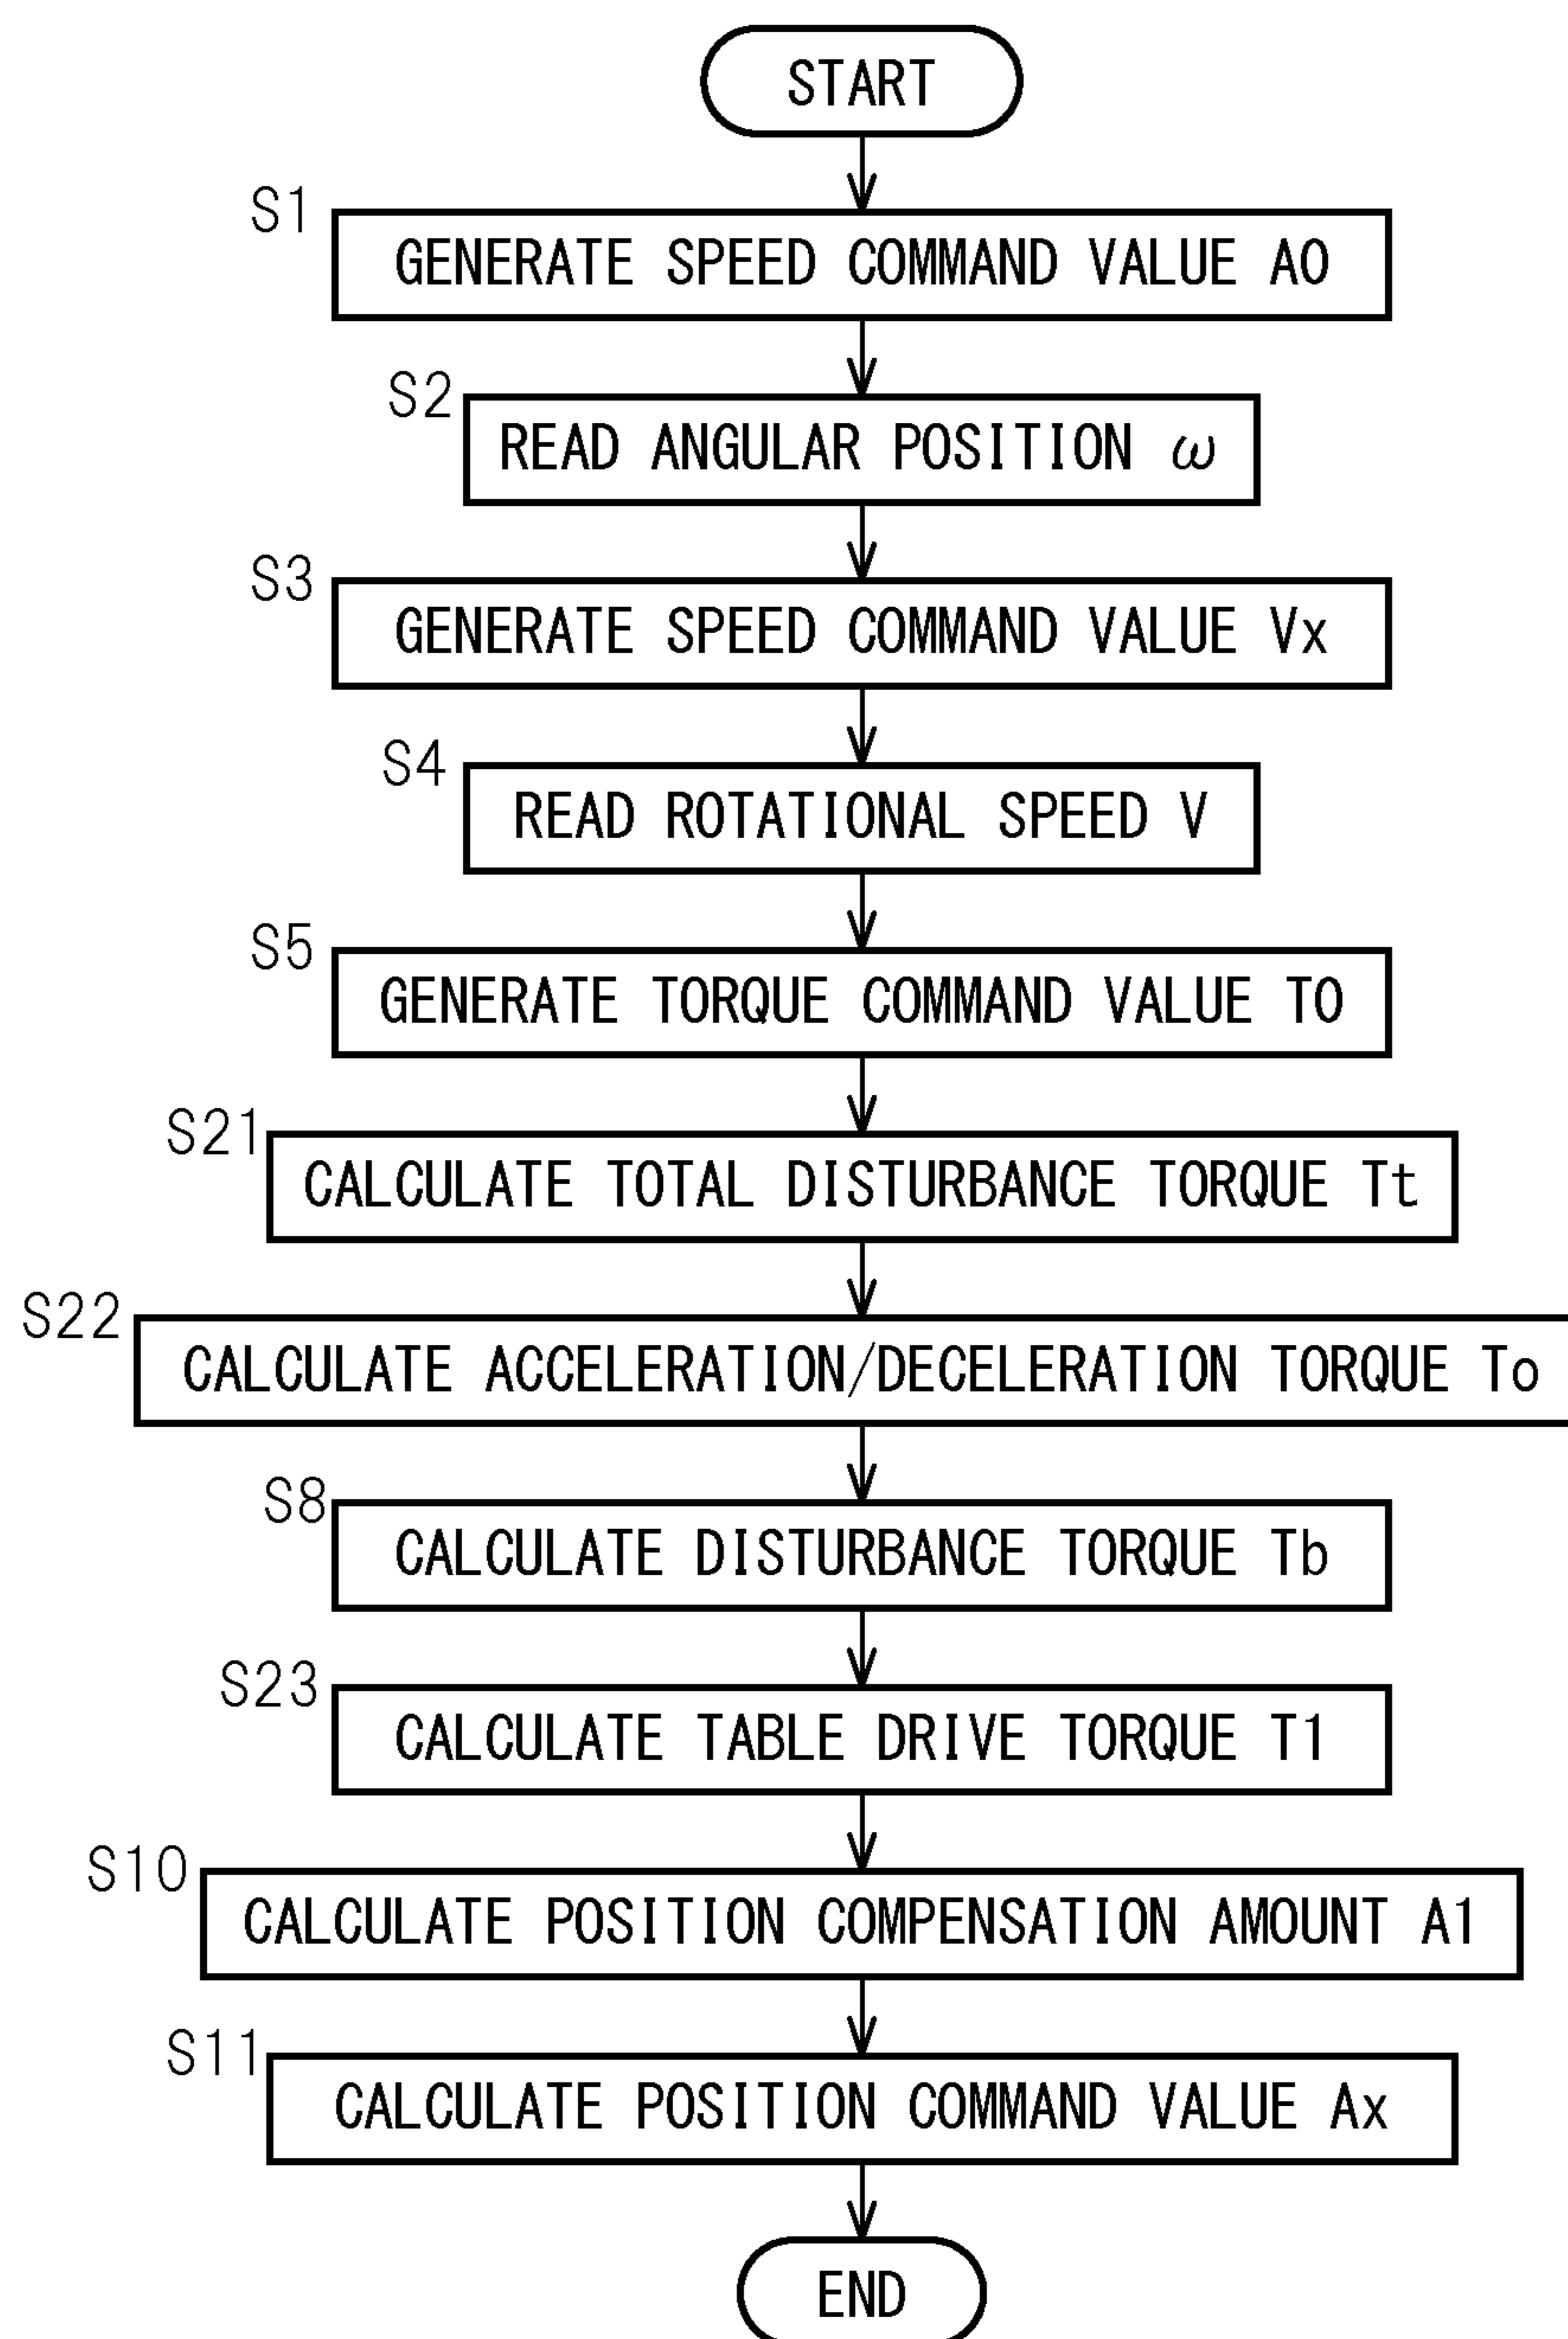 START
S1
GENERATE SPEED COMMAND VALUE A0
S2
READ ANGULAR POSITION ω
S3
GENERATE SPEED COMMAND VALUE Vx
S4
READ ROTATIONAL SPEED V
S5
GENERATE TORQUE COMMAND VALUE T0
S21
CALCULATE TOTAL DISTURBANCE TORQUE Tt
S22
CALCULATE ACCELERATION/DECELERATION TORQUE To
S8
CALCULATE DISTURBANCE TORQUE Tb
S23
CALCULATE TABLE DRIVE TORQUE T1
S10
CALCULATE POSITION COMPENSATION AMOUNT A1
S11
CALCULATE POSITION COMMAND VALUE Ax
END